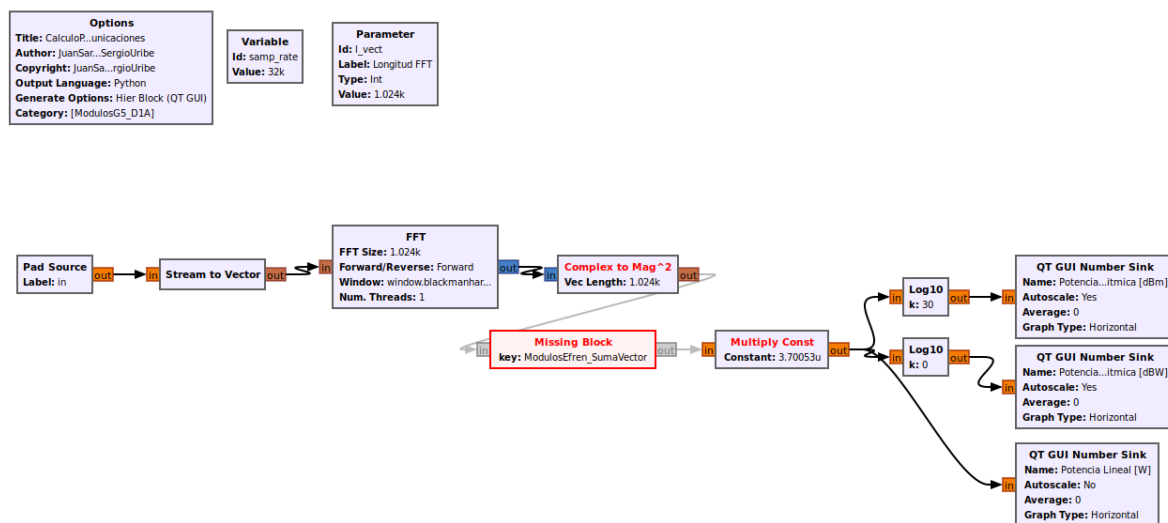 Options
Title: CalculoP...unicaciones
Author: JuanSar...SergioUribe
Copyright: JuanSa...rgioUribe
Output Language: Python
Generate Options: Hier Block (QT GUI)
Category: [ModulosG5_D1A]
Variable
Id: samp_rate
Value: 32k
Parameter
Id: l_vect
Label: Longitud FFT
Type: Int
Value: 1.024k
Pad Source
Label: in
out
in
Stream to Vector
out
in
FFT
FFT Size: 1.024k
Forward/Reverse: Forward
Window: window.blackmanhar...
Num. Threads: 1
out
in
Complex to Mag^2
Vec Length: 1.024k
out
in
Missing Block
key: ModulosEfren_SumaVector
out
in
Multiply Const
Constant: 3.70053u
out
in
Log10
k: 30
out
in
QT GUI Number Sink
Name: Potencia...itmica [dBm]
Autoscale: Yes
Average: 0
Graph Type: Horizontal
in
Log10
k: 0
out
in
QT GUI Number Sink
Name: Potencia...itmica [dBW]
Autoscale: Yes
Average: 0
Graph Type: Horizontal
in
QT GUI Number Sink
Name: Potencia Lineal [W]
Autoscale: No
Average: 0
Graph Type: Horizontal